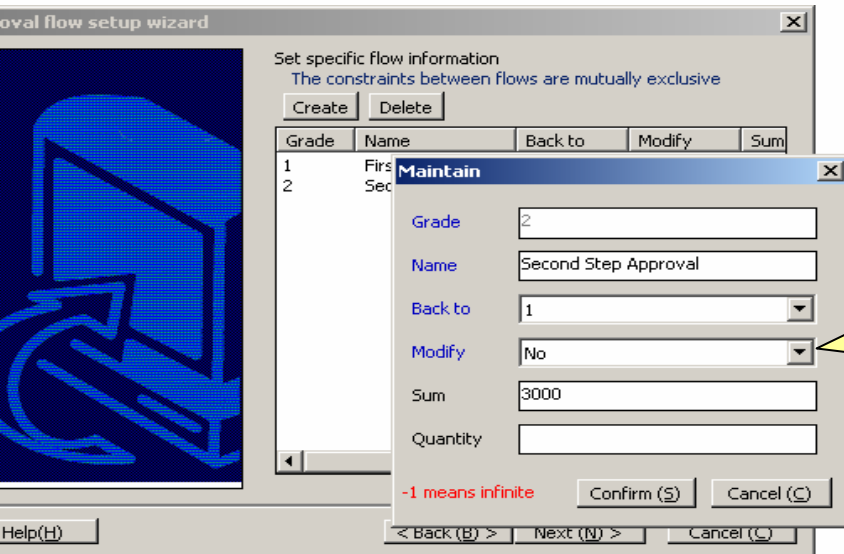 oval flow setup wizard
Set specific flow information
The constraints between flows are mutually exclusive
Create Delete
Grade Name Back to Modify Sum
1 Firs
2 Sec
Maintain
Grade 2
Name Second Step Approval
Back to 1
Modify No
Sum 3000
Quantity
-1 means infinite Confirm (S) Cancel (C)
Help(H) < Back (B) > Next (N) > Cancel (C)